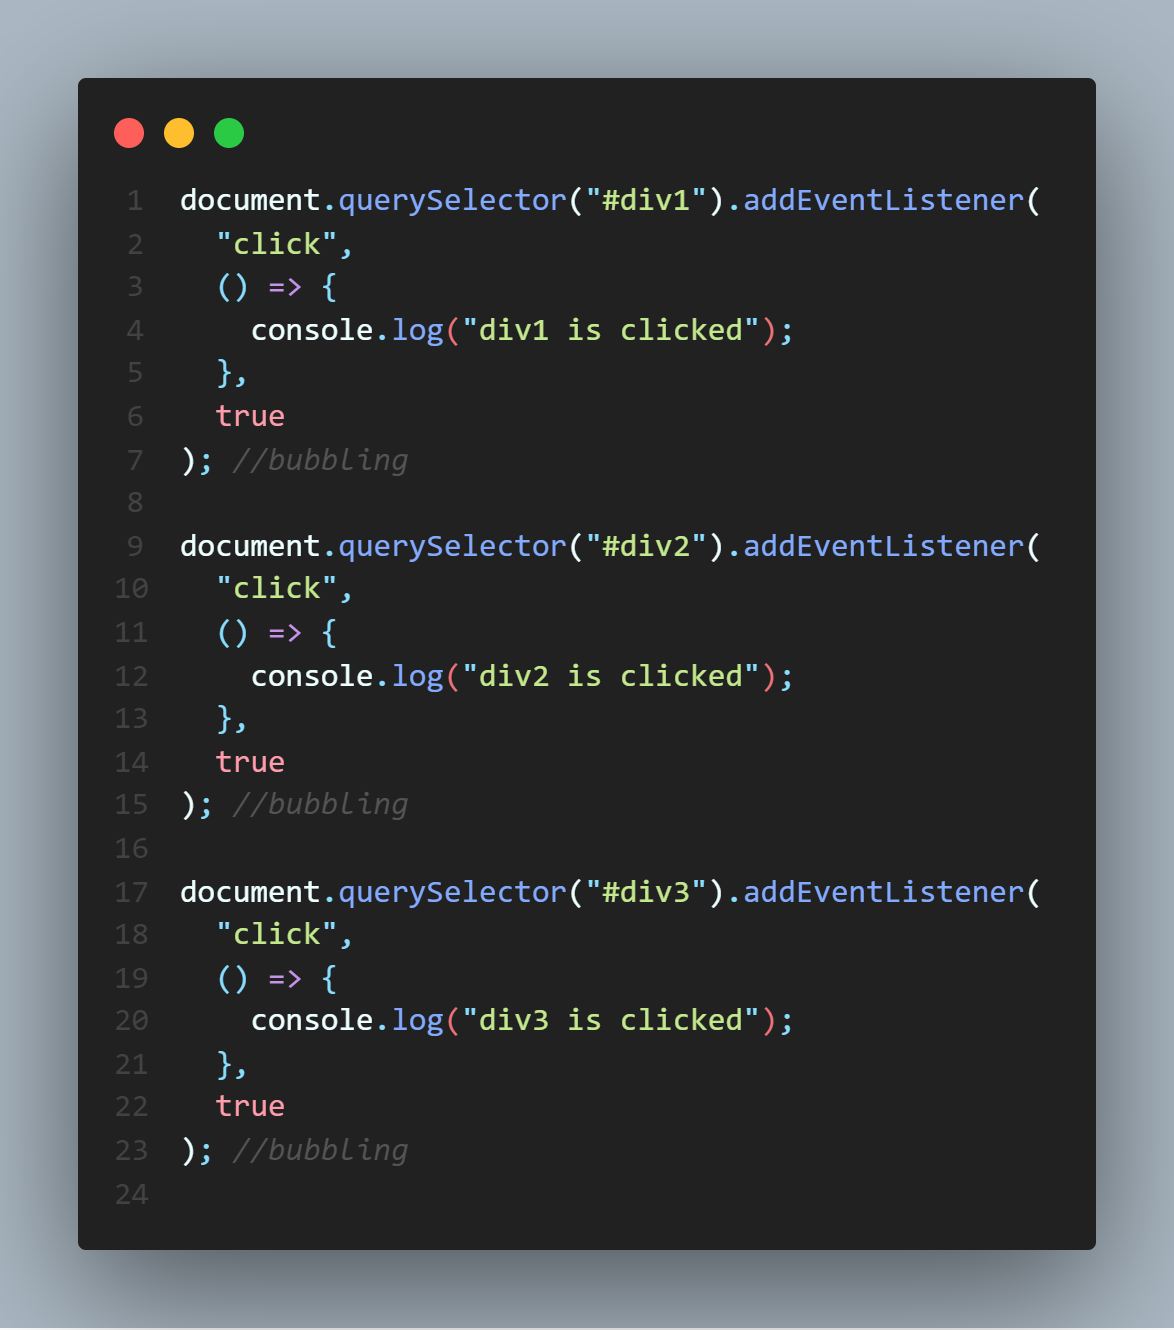 1 document.querySelector("#div1").addEventListener(
2   "click",
3   () => {
4     console.log("div1 is clicked");
5   },
6   true
7 ); //bubbling
8
9 document.querySelector("#div2").addEventListener(
10   "click",
11   () => {
12     console.log("div2 is clicked");
13   },
14   true
15 ); //bubbling
16
17 document.querySelector("#div3").addEventListener(
18   "click",
19   () => {
20     console.log("div3 is clicked");
21   },
22   true
23 ); //bubbling
24